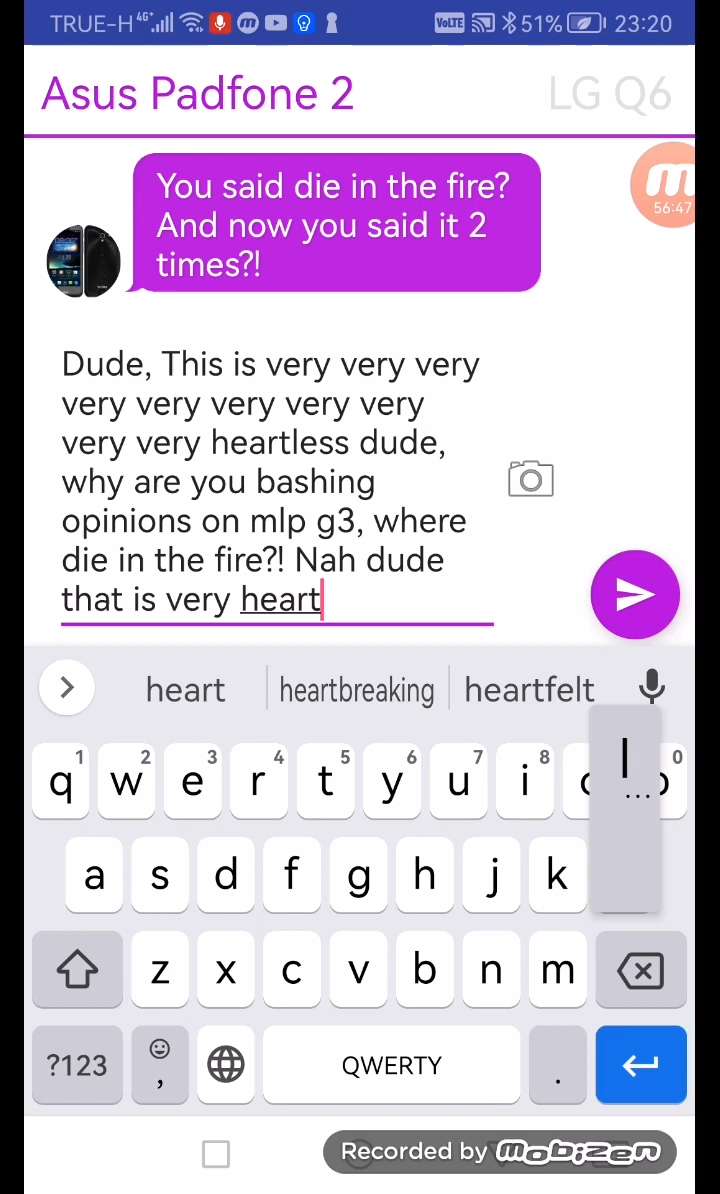 TRUE-H 4G+ VoLTE 51% 23:20
Asus Padfone 2 LG Q6
You said die in the fire?
And now you said it 2
times?!
56:47
Dude, This is very very very
very very very very very
very very heartless dude,
why are you bashing
opinions on mlp g3, where
die in the fire?! Nah dude
that is very heart
heart heartbreaking heartfelt
1 2 3 4 5 6 7 8 0
q w e r t y u i o p
a s d f g h j k l
...
z x c v b n m
?123 , QWERTY .
Recorded by mobizen